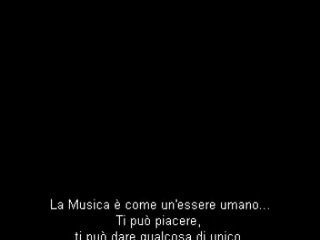 La Musica è come un'essere umano...
Ti può piacere,
ti può dare qualcosa di unico